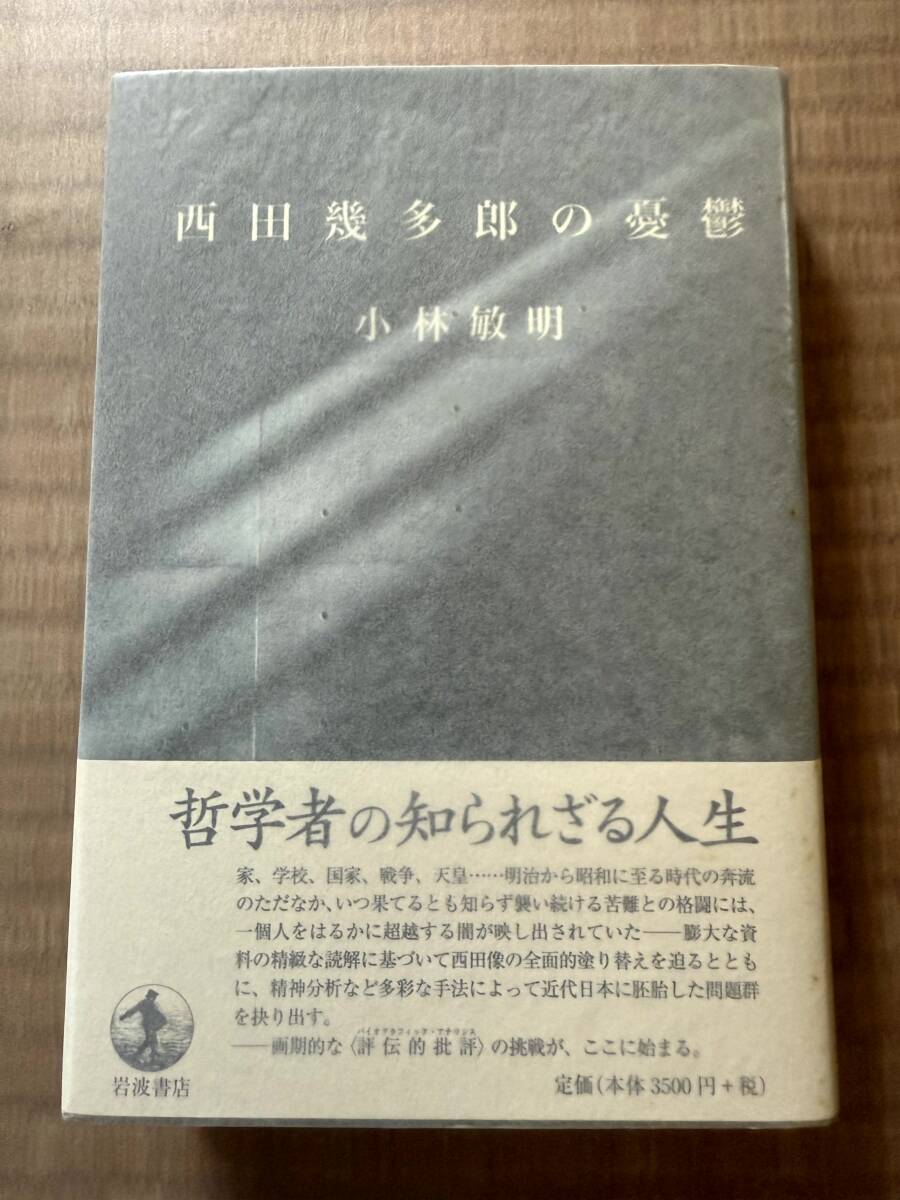 西田幾多郎の憂鬱
小林敏明
哲学者の知られざる人生
家、学校、国家、戦争、天皇……明治から昭和に至る時代の奔流
のただなか、いつ果てるとも知らず襲い続ける苦難との格闘には、
一個人をはるかに超越する闇が映し出されていた――膨大な資
料の精緻な読解に基づいて西田像の全面的塗り替えを迫るととも
に、精神分析など多彩な手法によって近代日本に胚胎した問題群
を抉り出す。
バイオグラフィック・アナリシス
――画期的な〈評伝的批評〉の挑戦が、ここに始まる。
岩波書店
定価(本体3500円+税)